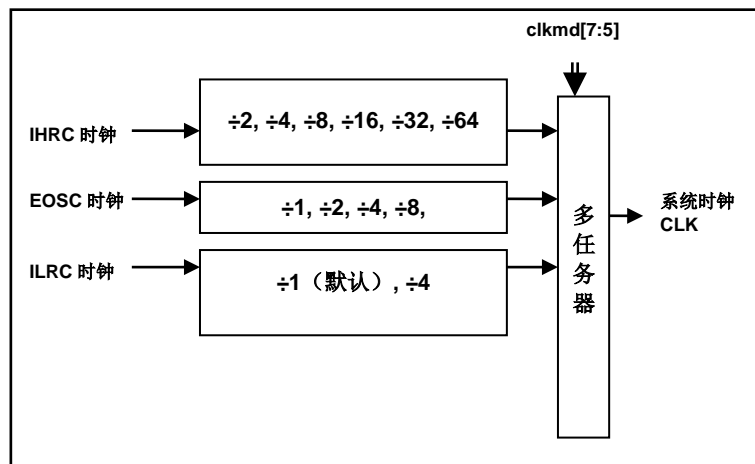 clkmd[7:5]
IHRC 时钟
÷2, ÷4, ÷8, ÷16, ÷32, ÷64
EOSC 时钟
÷1, ÷2, ÷4, ÷8,
ILRC 时钟
÷1（默认）, ÷4
多
任
务
器
系统时钟
CLK